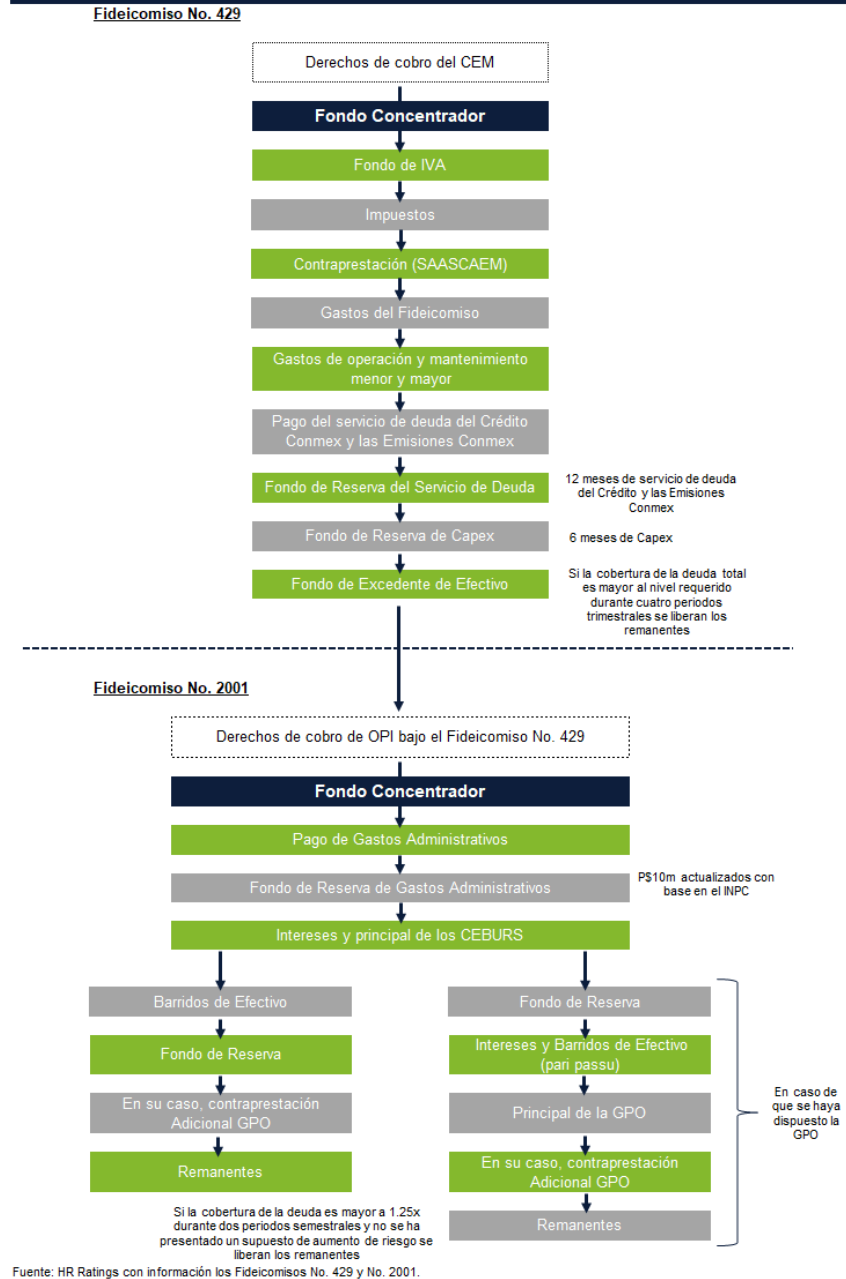 Fideicomiso No. 429
Derechos de cobro del CEM
Fondo Concentrador
Fondo de IVA
Impuestos
Contraprestación (SAASCAEM)
Gastos del Fideicomiso
Gastos de operación y mantenimiento
menor y mayor
Pago del servicio de deuda del Crédito
Conmex y las Emisiones Conmex
Fondo de Reserva del Servicio de Deuda
12 meses de servicio de deuda
del Crédito y las Emisiones
Conmex
Fondo de Reserva de Capex
6 meses de Capex
Fondo de Excedente de Efectivo
Si la cobertura de la deuda total
es mayor al nivel requerido
durante cuatro periodos
trimestrales se liberan los
remanentes
Fideicomiso No. 2001
Derechos de cobro de OPI bajo el Fideicomiso No. 429
Fondo Concentrador
Pago de Gastos Administrativos
Fondo de Reserva de Gastos Administrativos
P$10m actualizados con
base en el INPC
Intereses y principal de los CEBURS
Barridos de Efectivo
Fondo de Reserva
En su caso, contraprestación
Adicional GPO
Remanentes
Si la cobertura de la deuda es mayor a 1.25x
durante dos periodos semestrales y no se ha
presentado un supuesto de aumento de riesgo se
liberan los remanentes
Fondo de Reserva
Intereses y Barridos de Efectivo
(pari passu)
Principal de la GPO
En su caso, contraprestación
Adicional GPO
Remanentes
En caso de
que se haya
dispuesto la
GPO
Fuente: HR Ratings con información los Fideicomisos No. 429 y No. 2001.